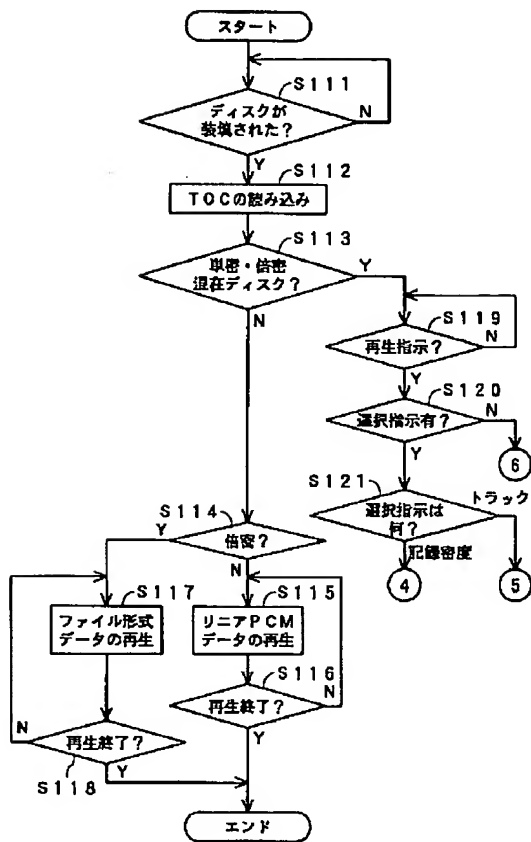 スタート
S111
ディスクが
装填された?
N
Y
S112
TOCの読み込み
S113
単密・倍密
混在ディスク?
Y
N
S119
再生指示?
N
Y
S120
選択指示有?
N
Y
6
S121
選択指示は
何?
トラック
記録密度
4
5
S114
倍密?
Y
N
S117
ファイル形式
データの再生
S115
リニアPCM
データの再生
S116
再生終了?
N
Y
再生終了?
N
Y
S118
エンド